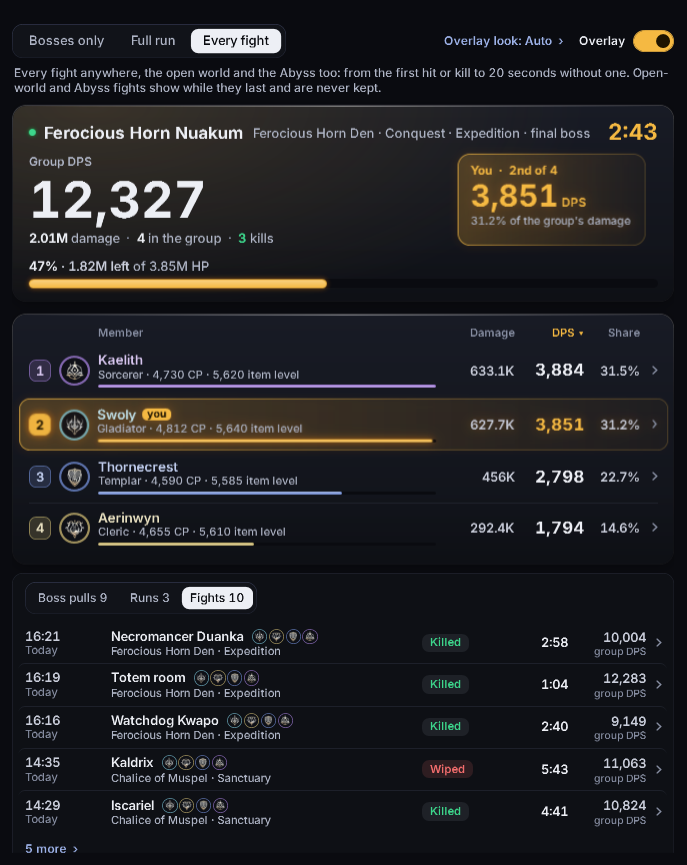 Bosses only Full run Every fight Overlay look: Auto › Overlay
Every fight anywhere, the open world and the Abyss too: from the first hit or kill to 20 seconds without one. Open-
world and Abyss fights show while they last and are never kept.
Ferocious Horn Nuakum Ferocious Horn Den · Conquest · Expedition · final boss 2:43
Group DPS
12,327
2.01M damage · 4 in the group · 3 kills
You · 2nd of 4
3,851 DPS
31.2% of the group's damage
47% · 1.82M left of 3.85M HP
Member Damage DPS ▾ Share
1 Kaelith 633.1K 3,884 31.5% ›
Sorcerer · 4,730 CP · 5,620 item level
2 Swoly you 627.7K 3,851 31.2% ›
Gladiator · 4,812 CP · 5,640 item level
3 Thornecrest 456K 2,798 22.7% ›
Templar · 4,590 CP · 5,585 item level
4 Aerinwyn 292.4K 1,794 14.6% ›
Cleric · 4,655 CP · 5,610 item level
Boss pulls 9 Runs 3 Fights 10
16:21 Necromancer Duanka Killed 2:58 10,004 ›
Today Ferocious Horn Den · Expedition group DPS
16:19 Totem room Killed 1:04 12,283 ›
Today Ferocious Horn Den · Expedition group DPS
16:16 Watchdog Kwapo Killed 2:40 9,149 ›
Today Ferocious Horn Den · Expedition group DPS
14:35 Kaldrix Wiped 5:43 11,063 ›
Today Chalice of Muspel · Sanctuary group DPS
14:29 Iscariel Killed 4:41 10,824 ›
Today Chalice of Muspel · Sanctuary group DPS
5 more ›